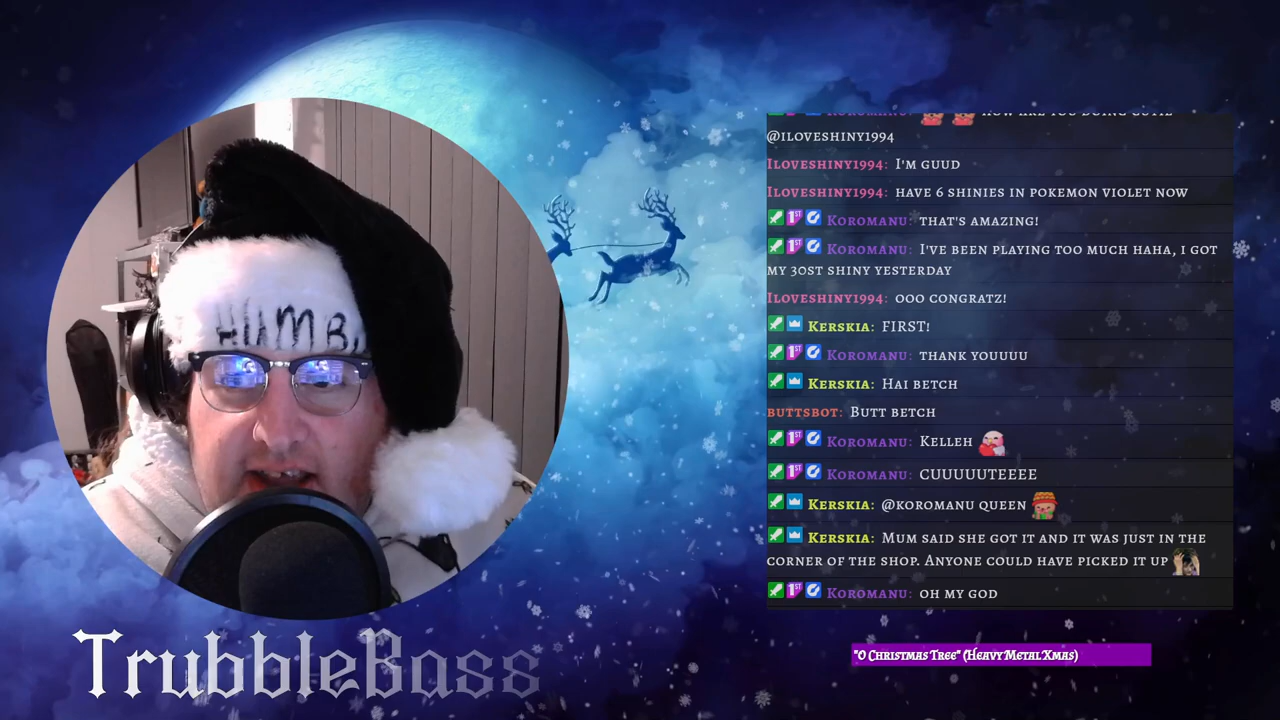 HUMB
@iloveshiny1994
Iloveshiny1994: I'm guud
Iloveshiny1994: have 6 shinies in pokemon violet now
Koromanu: that's amazing!
Koromanu: i've been playing too much haha, i got
my 30st shiny yesterday
Iloveshiny1994: ooo congratz!
Kerskia: FIRST!
Koromanu: thank youuuu
Kerskia: Hai betch
buttsbot: Butt betch
Koromanu: KELLEH
Koromanu: CUUUUUTEEEE
Kerskia: @koromanu queen
Kerskia: Mum said she got it and it was just in the
corner of the shop. Anyone could have picked it up
Koromanu: oh my god
TrubbleBass
"O Christmas Tree" (Heavy Metal Xmas)